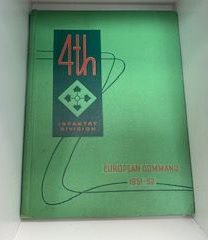 4th
INFANTRY
DIVISION
EUROPEAN COMMAND
1951-52